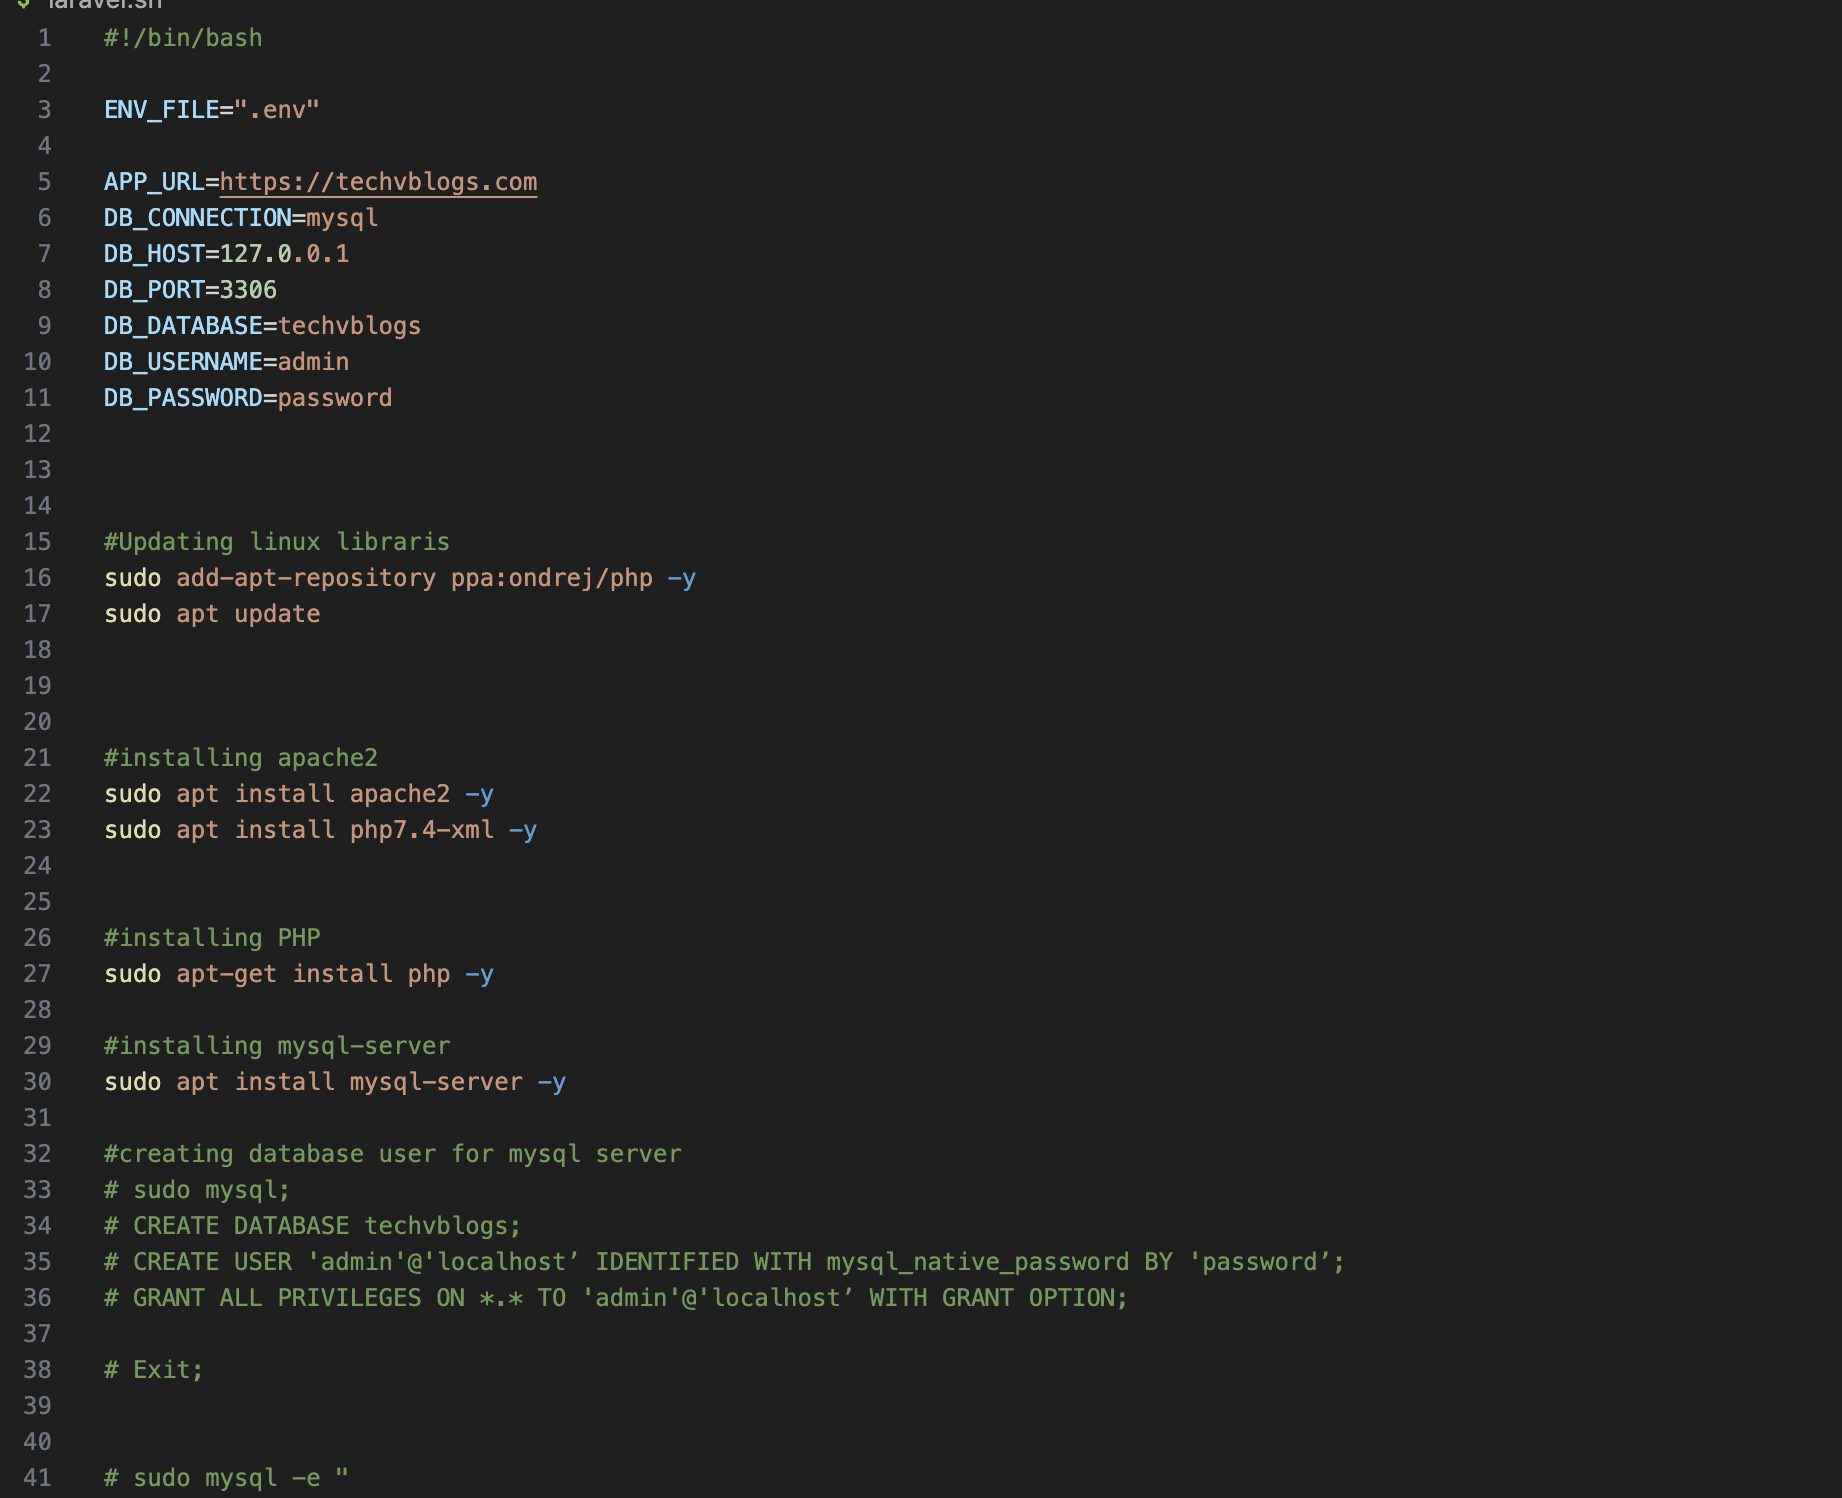 $ laravel.sh
1 #!/bin/bash
2
3 ENV_FILE=".env"
4
5 APP_URL=https://techvblogs.com
6 DB_CONNECTION=mysql
7 DB_HOST=127.0.0.1
8 DB_PORT=3306
9 DB_DATABASE=techvblogs
10 DB_USERNAME=admin
11 DB_PASSWORD=password
12
13
14
15 #Updating linux libraris
16 sudo add-apt-repository ppa:ondrej/php -y
17 sudo apt update
18
19
20
21 #installing apache2
22 sudo apt install apache2 -y
23 sudo apt install php7.4-xml -y
24
25
26 #installing PHP
27 sudo apt-get install php -y
28
29 #installing mysql-server
30 sudo apt install mysql-server -y
31
32 #creating database user for mysql server
33 # sudo mysql;
34 # CREATE DATABASE techvblogs;
35 # CREATE USER 'admin'@'localhost’ IDENTIFIED WITH mysql_native_password BY 'password’;
36 # GRANT ALL PRIVILEGES ON *.* TO 'admin'@'localhost’ WITH GRANT OPTION;
37
38 # Exit;
39
40
41 # sudo mysql -e "